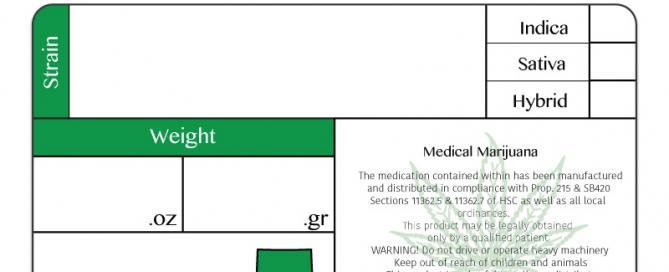 Strain
Indica
Sativa
Hybrid
Weight
.oz
.gr
Medical Marijuana
The medication contained within has been manufactured
and distributed in compliance with Prop. 215 & SB420
Sections 11362.5 & 11362.7 of HSC as well as all local
ordinances.
This product may be legally obtained
only by a qualified patient.
WARNING! Do not drive or operate heavy machinery
Keep out of reach of children and animals